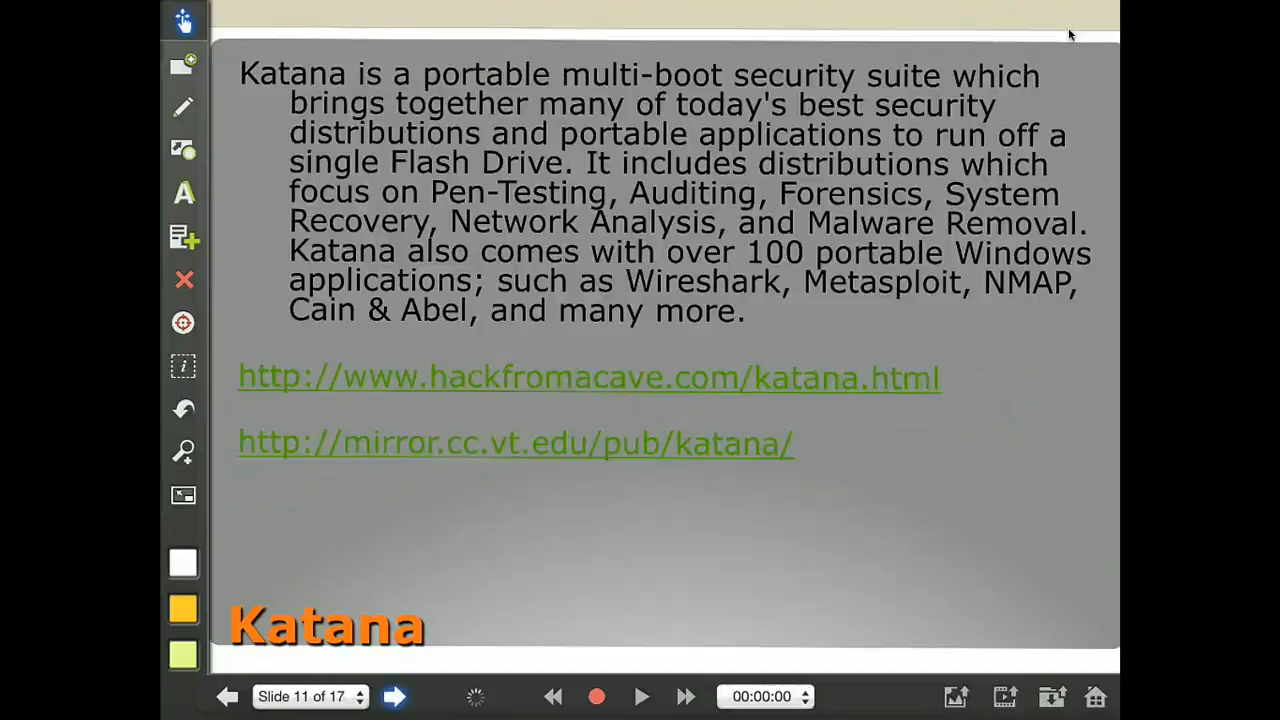 Katana is a portable multi-boot security suite which
brings together many of today's best security
distributions and portable applications to run off a
single Flash Drive. It includes distributions which
focus on Pen-Testing, Auditing, Forensics, System
Recovery, Network Analysis, and Malware Removal.
Katana also comes with over 100 portable Windows
applications; such as Wireshark, Metasploit, NMAP,
Cain & Abel, and many more.
http://www.hackfromacave.com/katana.html
http://mirror.cc.vt.edu/pub/katana/
Katana
Slide 11 of 17
00:00:00